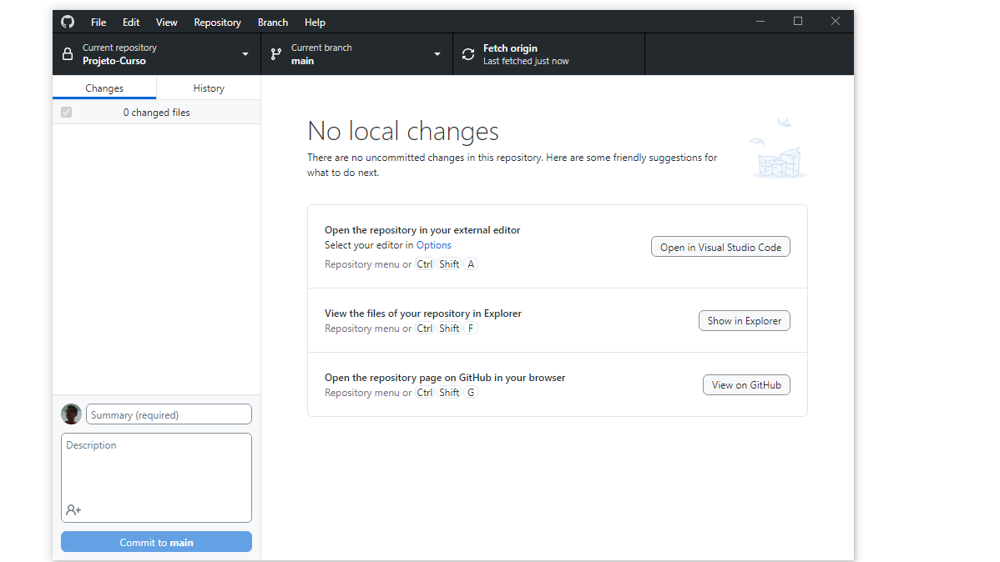 File Edit View Repository Branch Help
Current repository
Projeto-Curso
Current branch
main
Fetch origin
Last fetched just now
Changes
History
0 changed files
No local changes
There are no uncommitted changes in this repository. Here are some friendly suggestions for
what to do next.
Open the repository in your external editor
Select your editor in Options
Repository menu or Ctrl Shift A
Open in Visual Studio Code
View the files of your repository in Explorer
Repository menu or Ctrl Shift F
Show in Explorer
Open the repository page on GitHub in your browser
Repository menu or Ctrl Shift G
View on GitHub
Summary (required)
Description
Commit to main